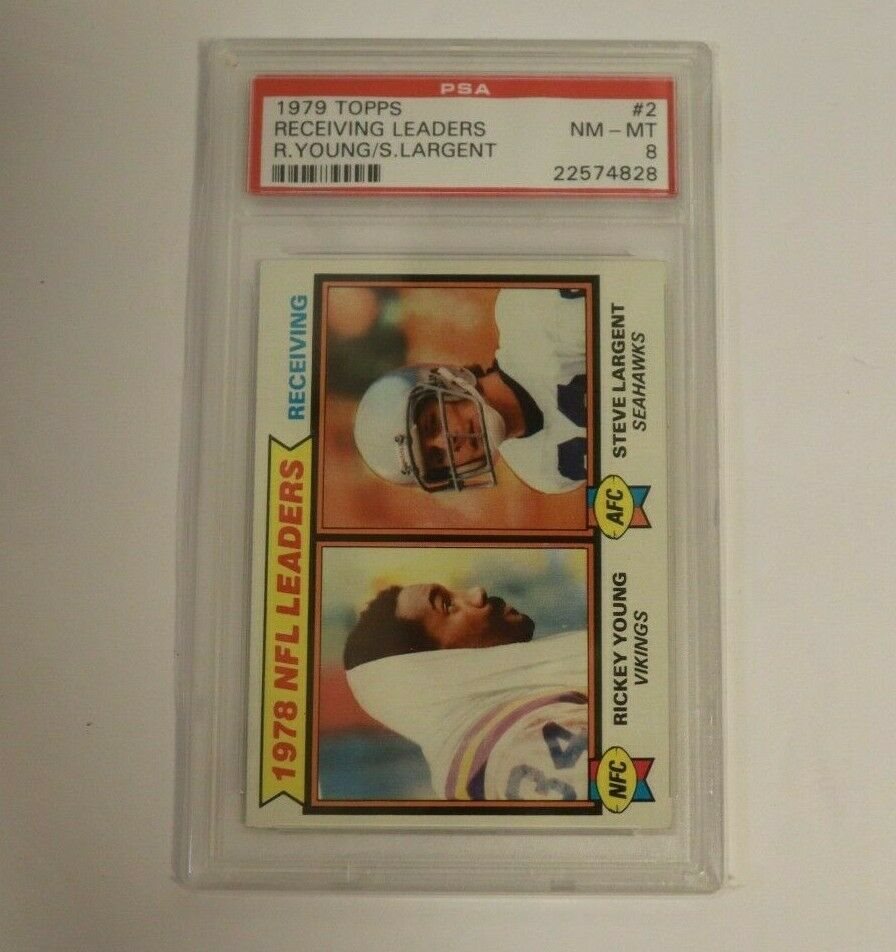 PSA
1979 TOPPS #2
RECEIVING LEADERS NM-MT
R.YOUNG/S.LARGENT 8
22574828
1978 NFL LEADERS RECEIVING
34
NFC
RICKEY YOUNG
VIKINGS
AFC
STEVE LARGENT
SEAHAWKS